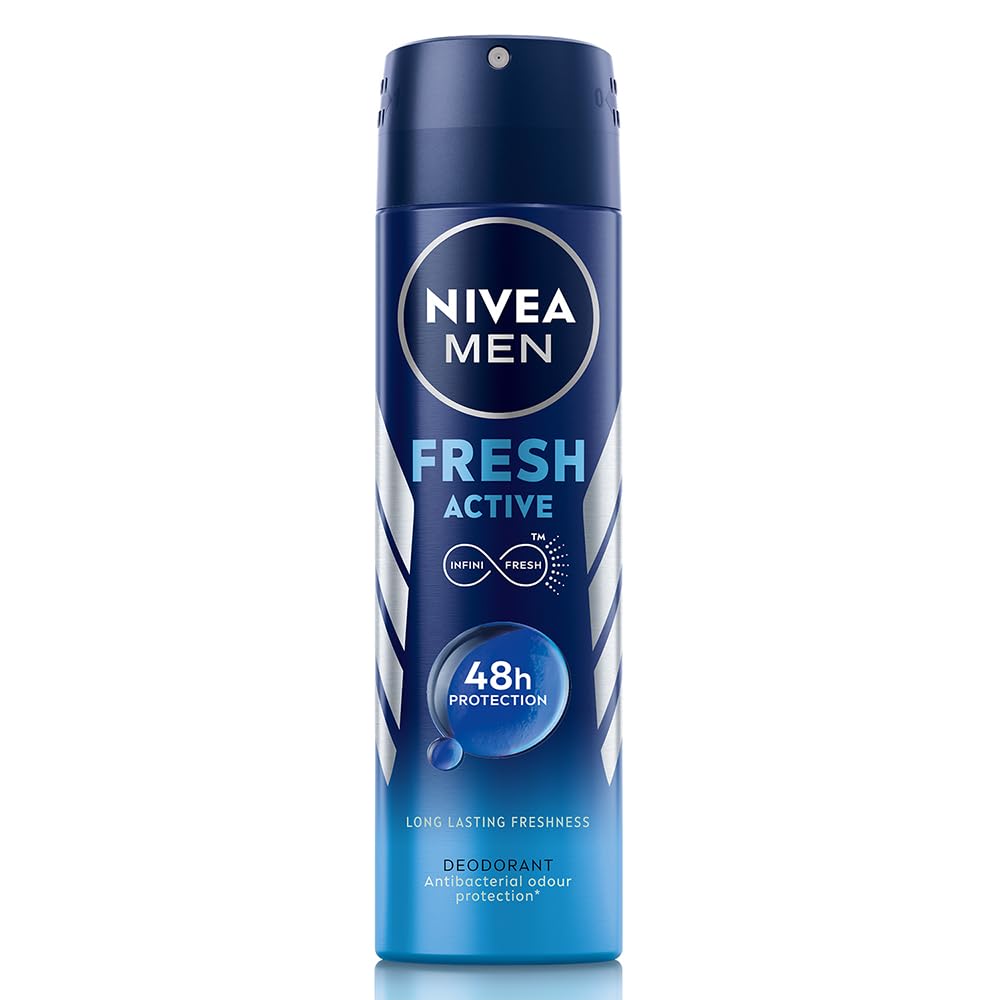 NIVEA
MEN
FRESH
ACTIVE
TM
INFINI FRESH
48h
PROTECTION
LONG LASTING FRESHNESS
DEODORANT
Antibacterial odour
protection*